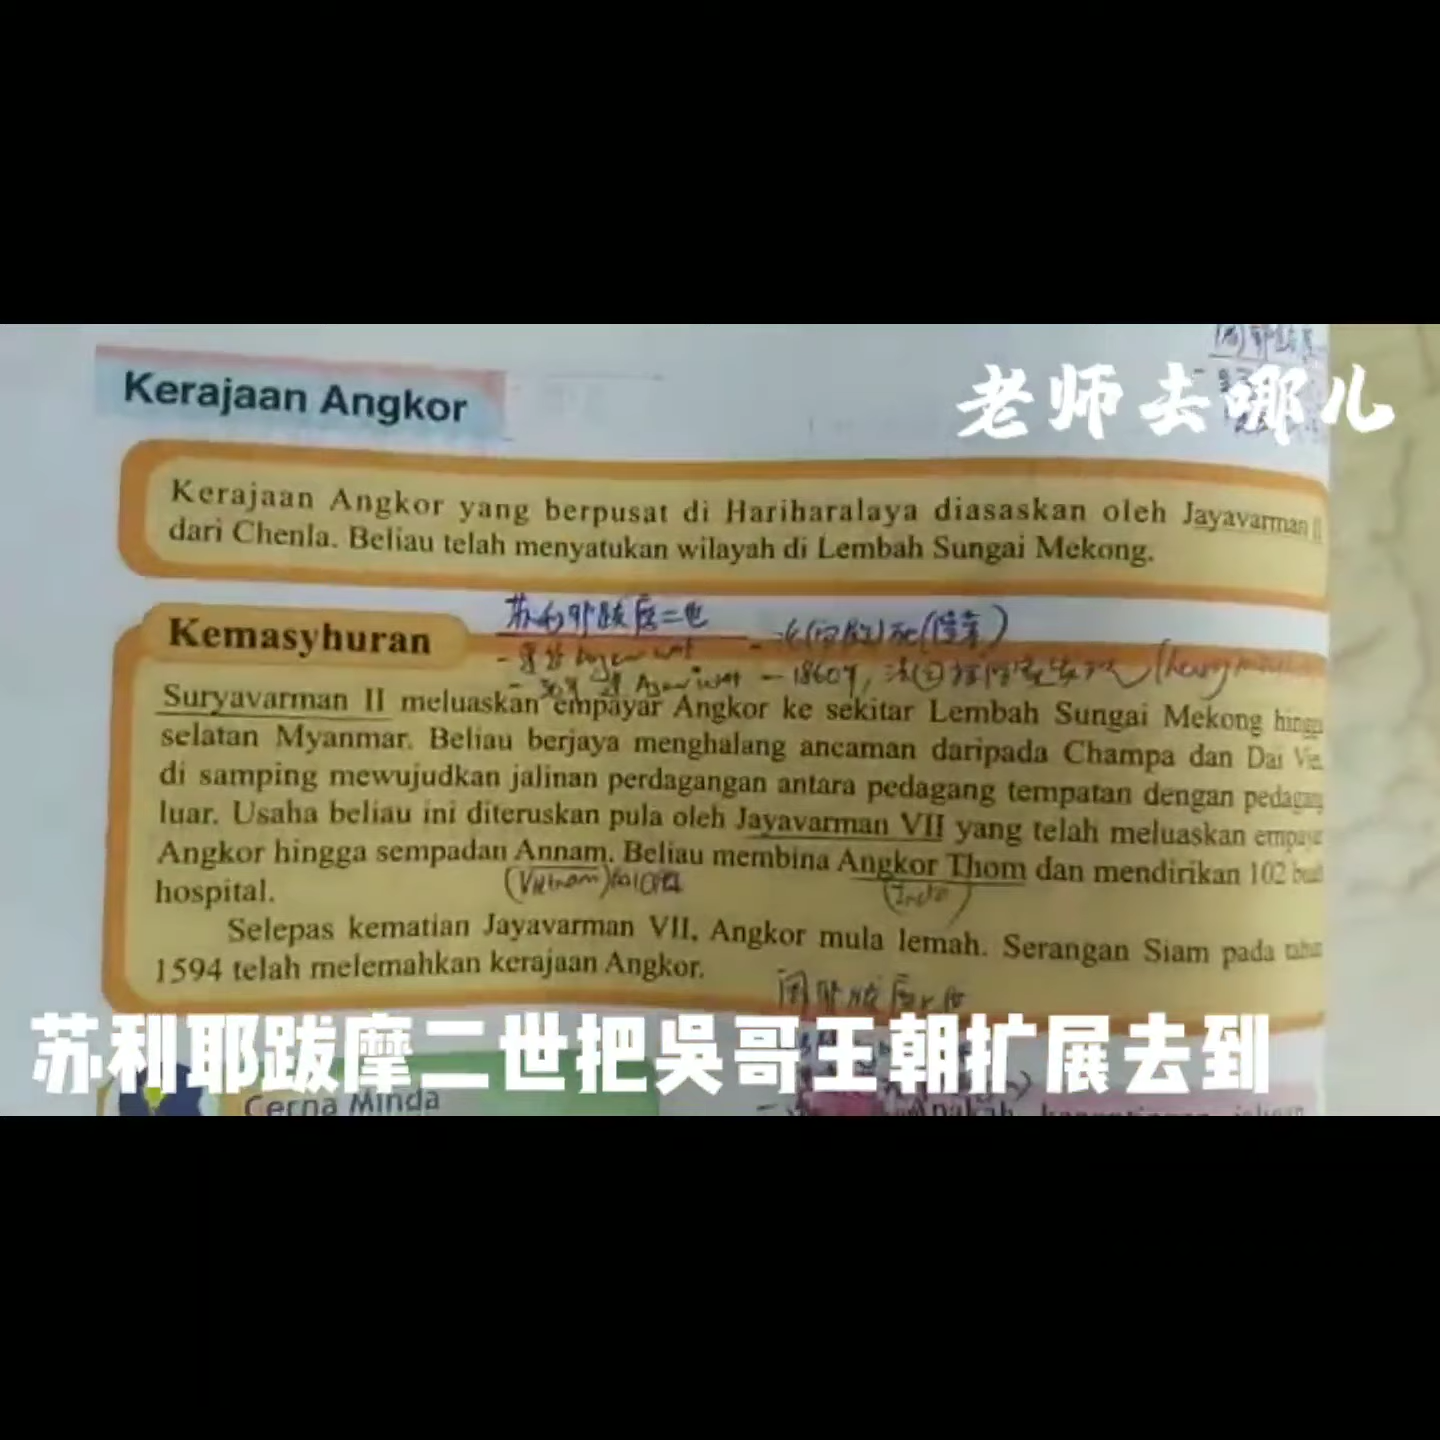 老师去哪儿
Kerajaan Angkor
Kerajaan Angkor yang berpusat di Hariharalaya diasaskan oleh Jayavarman II
dari Chenla. Beliau telah menyatukan wilayah di Lembah Sungai Mekong.
苏利耶跋摩二世
Kemasyhuran
Suryavarman II meluaskan empayar Angkor ke sekitar Lembah Sungai Mekong hingga
selatan Myanmar. Beliau berjaya menghalang ancaman daripada Champa dan Dai Viet,
di samping mewujudkan jalinan perdagangan antara pedagang tempatan dengan pedagang
luar. Usaha beliau ini diteruskan pula oleh Jayavarman VII yang telah meluaskan empayar
Angkor hingga sempadan Annam. Beliau membina Angkor Thom dan mendirikan 102 buah
(Vietnam)
hospital.
Selepas kematian Jayavarman VII, Angkor mula lemah. Serangan Siam pada tahun
1594 telah melemahkan kerajaan Angkor.
苏利耶跋摩二世把吳哥王朝扩展去到
Cerna Minda